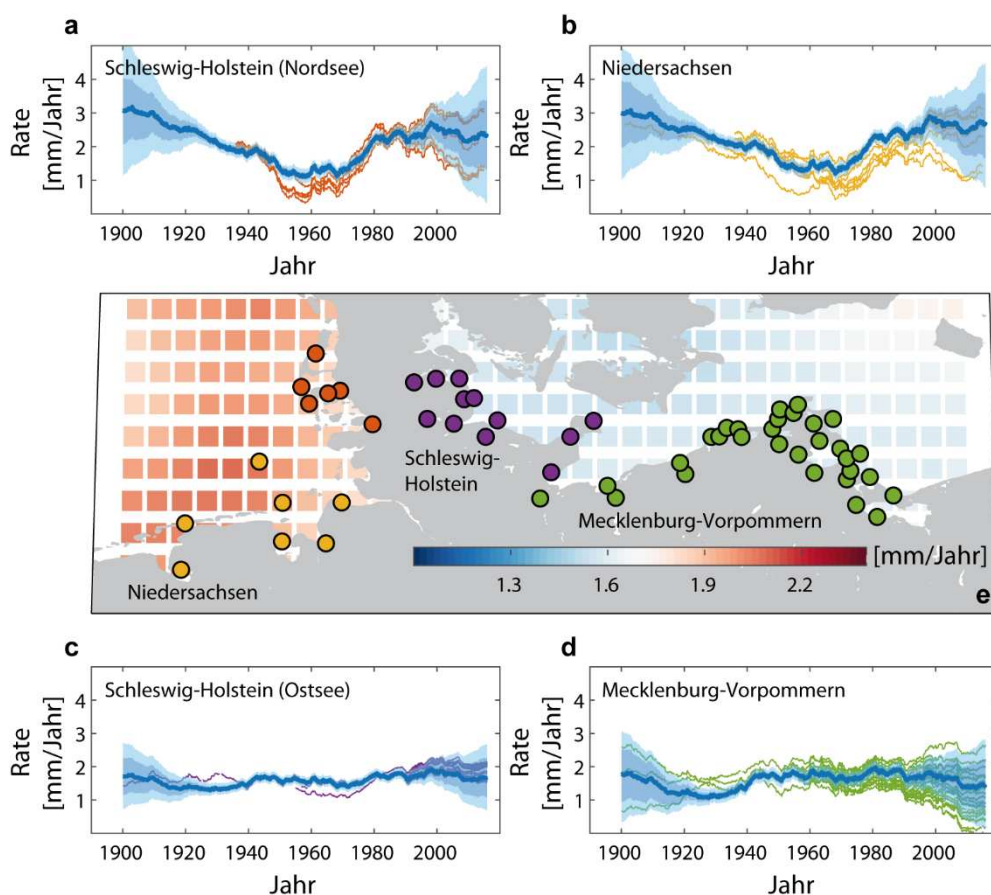 a
Schleswig-Holstein (Nordsee)
Rate
[mm/Jahr]
4
3
2
1
1900 1920 1940 1960 1980 2000
Jahr
b
Niedersachsen
Rate
[mm/Jahr]
4
3
2
1
1900 1920 1940 1960 1980 2000
Jahr
Schleswig-
Holstein
Mecklenburg-Vorpommern
Niedersachsen
[mm/Jahr]
1.3 1.6 1.9 2.2
e
c
Schleswig-Holstein (Ostsee)
Rate
[mm/Jahr]
4
3
2
1
1900 1920 1940 1960 1980 2000
Jahr
d
Mecklenburg-Vorpommern
Rate
[mm/Jahr]
4
3
2
1
1900 1920 1940 1960 1980 2000
Jahr